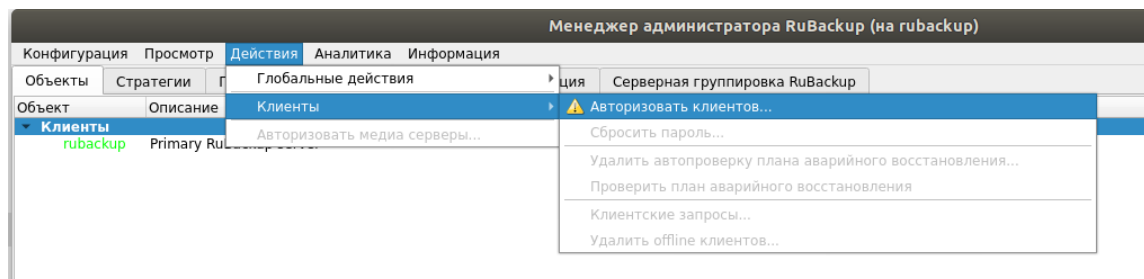 Менеджер администратора RuBackup (на rubackup)
Конфигурация Просмотр Действия Аналитика Информация
Объекты Стратегии Глобальные действия Серверная группировка RuBackup
Объект Описание Клиенты Авторизовать клиентов...
Клиенты Авторизовать медиа серверы... Сбросить пароль...
rubackup Primary
Удалить автопроверку плана аварийного восстановления...
Проверить план аварийного восстановления
Клиентские запросы...
Удалить offline клиентов...